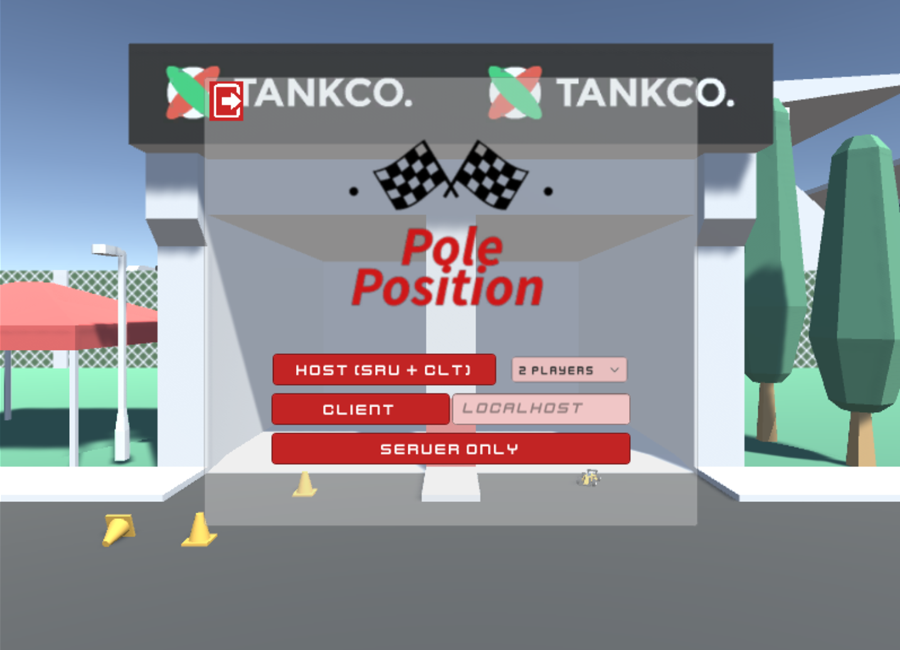 TANKCO. TANKCO.
Pole
Position
HOST (SRV + CLT) 2 PLAYERS
CLIENT LOCALHOST
SERVER ONLY